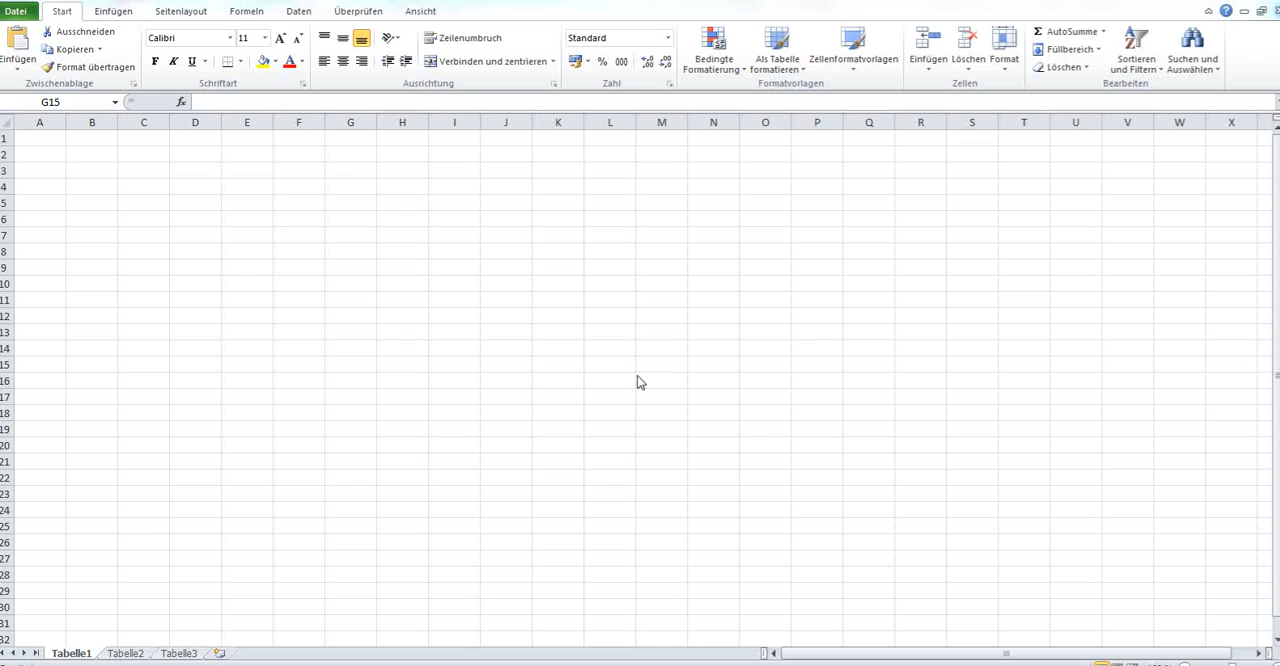 Datei Start Einfügen Seitenlayout Formeln Daten Überprüfen Ansicht
Einfügen Ausschneiden Kopieren Format übertragen
Zwischenablage
Calibri 11
F K U
Schriftart
Zeilenumbruch
Verbinden und zentrieren
Ausrichtung
Standard
% 000
Zahl
Bedingte Formatierung Als Tabelle formatieren Zellenformatvorlagen
Formatvorlagen
Einfügen Löschen Format
Zellen
Σ AutoSumme
Füllbereich
Löschen
Sortieren und Filtern Suchen und Auswählen
Bearbeiten
G15 fx
A B C D E F G H I J K L M N O P Q R S T U V W X
1
2
3
4
5
6
7
8
9
10
11
12
13
14
15
16
17
18
19
20
21
22
23
24
25
26
27
28
29
30
31
32
Tabelle1 Tabelle2 Tabelle3